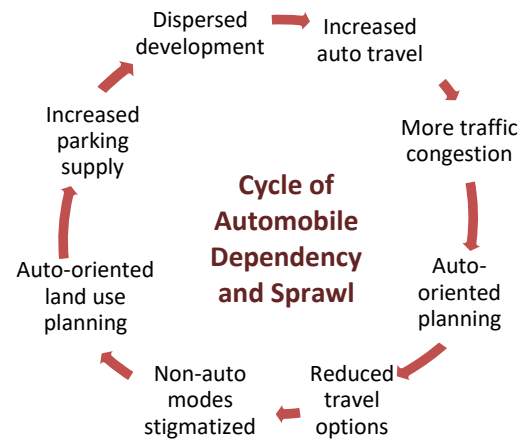 Dispersed
development
Increased
auto travel
More traffic
congestion
Auto-
oriented
planning
Reduced
travel
options
Non-auto
modes
stigmatized
Auto-oriented
land use
planning
Increased
parking
supply
Cycle of
Automobile
Dependency
and Sprawl